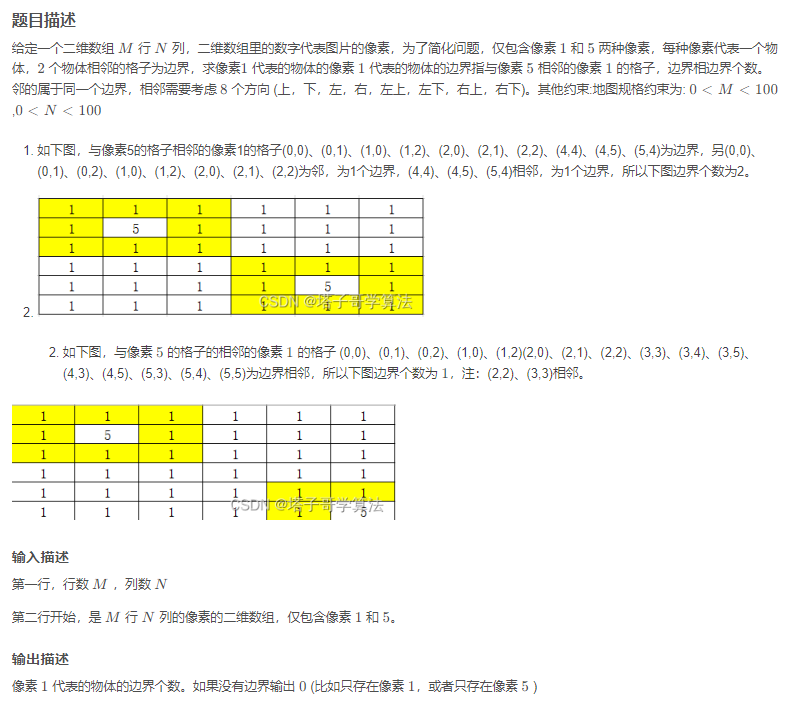 题目描述
给定一个二维数组 M 行 N 列，二维数组里的数字代表图片的像素，为了简化问题，仅包含像素 1 和 5 两种像素，每种像素代表一个物
体，2 个物体相邻的格子为边界，求像素1 代表的物体的像素 1 代表的物体的边界指与像素 5 相邻的像素 1 的格子，边界相边界个数。
邻的属于同一个边界，相邻需要考虑 8 个方向 (上，下，左，右，左上，左下，右上，右下)。其他约束:地图规格约束为: 0 < M < 100
,0 < N < 100
1. 如下图，与像素5的格子相邻的像素1的格子(0,0)、(0,1)、(1,0)、(1,2)、(2,0)、(2,1)、(2,2)、(4,4)、(4,5)、(5,4)为边界，另(0,0)、
(0,1)、(0,2)、(1,0)、(1,2)、(2,0)、(2,1)、(2,2)为邻，为1个边界，(4,4)、(4,5)、(5,4)相邻，为1个边界，所以下图边界个数为2。
1 1 1 1 1 1
1 5 1 1 1 1
1 1 1 1 1 1
1 1 1 1 1 1
1 1 1 1 5 1
CSDN @塔子哥学算法
2. 1 1 1 1 1 1
2. 如下图，与像素 5 的格子的相邻的像素 1 的格子 (0,0)、(0,1)、(0,2)、(1,0)、(1,2)(2,0)、(2,1)、(2,2)、(3,3)、(3,4)、(3,5)、
(4,3)、(4,5)、(5,3)、(5,4)、(5,5)为边界相邻，所以下图边界个数为 1，注：(2,2)、(3,3)相邻。
1 1 1 1 1 1
1 5 1 1 1 1
1 1 1 1 1 1
1 1 1 1 1 1
1 1 1 1 1 1
CSDN @塔子哥学算法
1 1 1 1 1 5
输入描述
第一行，行数 M ，列数 N
第二行开始，是 M 行 N 列的像素的二维数组，仅包含像素 1 和 5。
输出描述
像素 1 代表的物体的边界个数。如果没有边界输出 0 (比如只存在像素 1，或者只存在像素 5 )